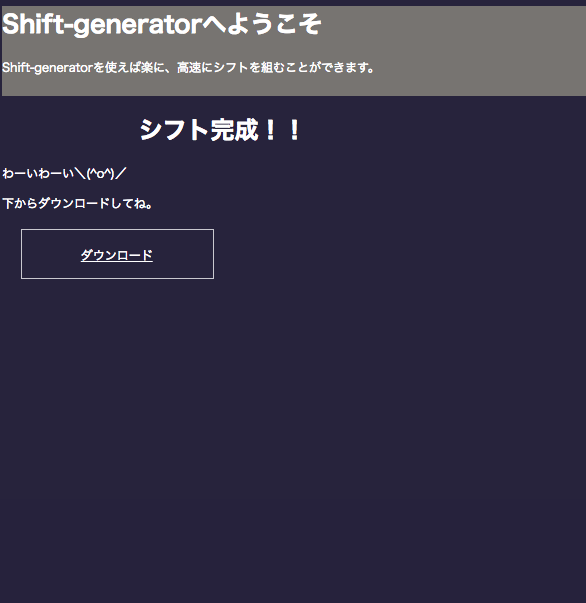 Shift-generatorへようこそ
Shift-generatorを使えば楽に、高速にシフトを組むことができます。
シフト完成！！
わーいわーい＼(^o^)／
下からダウンロードしてね。
ダウンロード